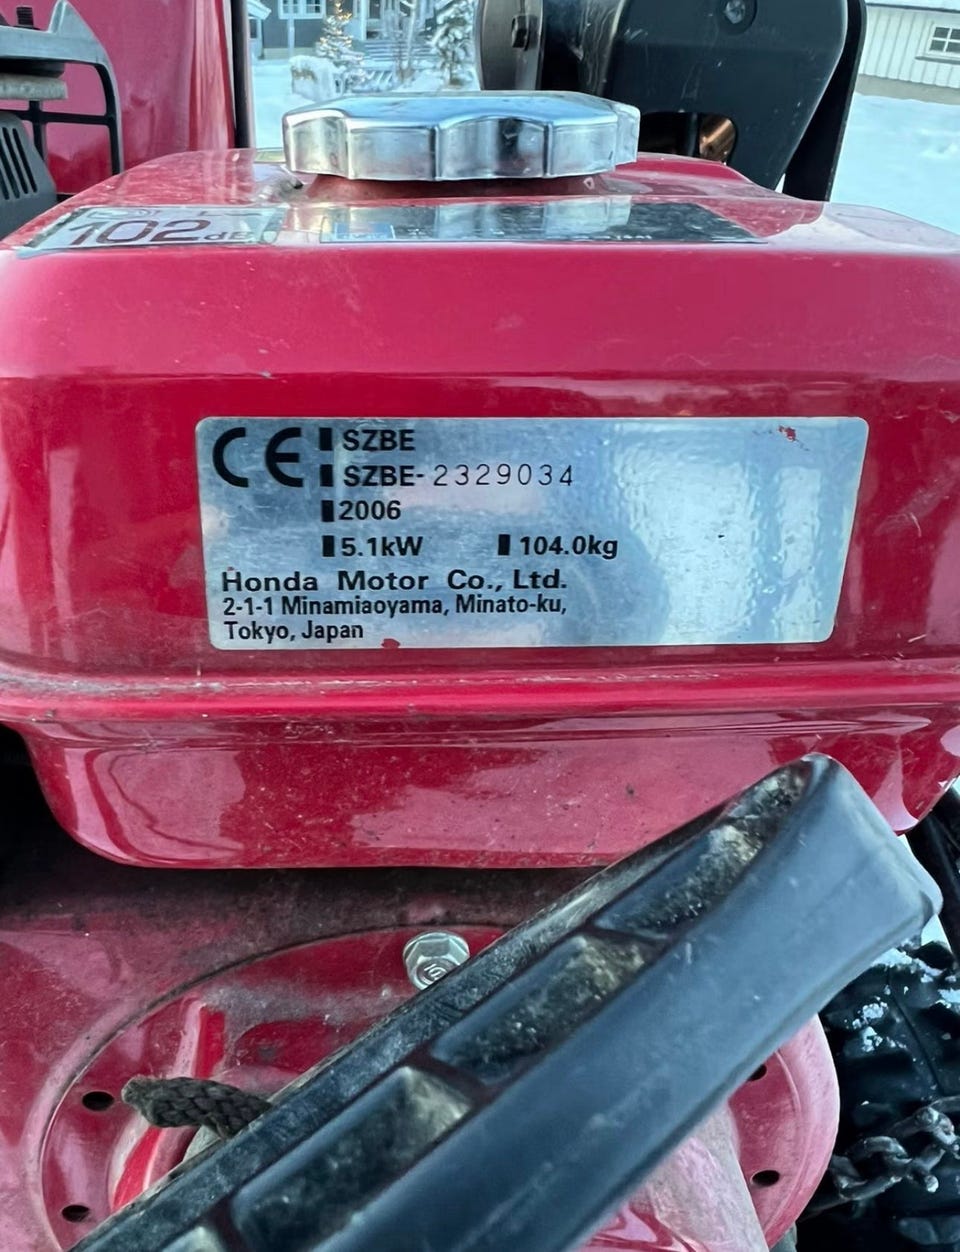 102dB
CE SZBE
SZBE-2329034
2006
5.1kW 104.0kg
Honda Motor Co., Ltd.
2-1-1 Minamiaoyama, Minato-ku,
Tokyo, Japan